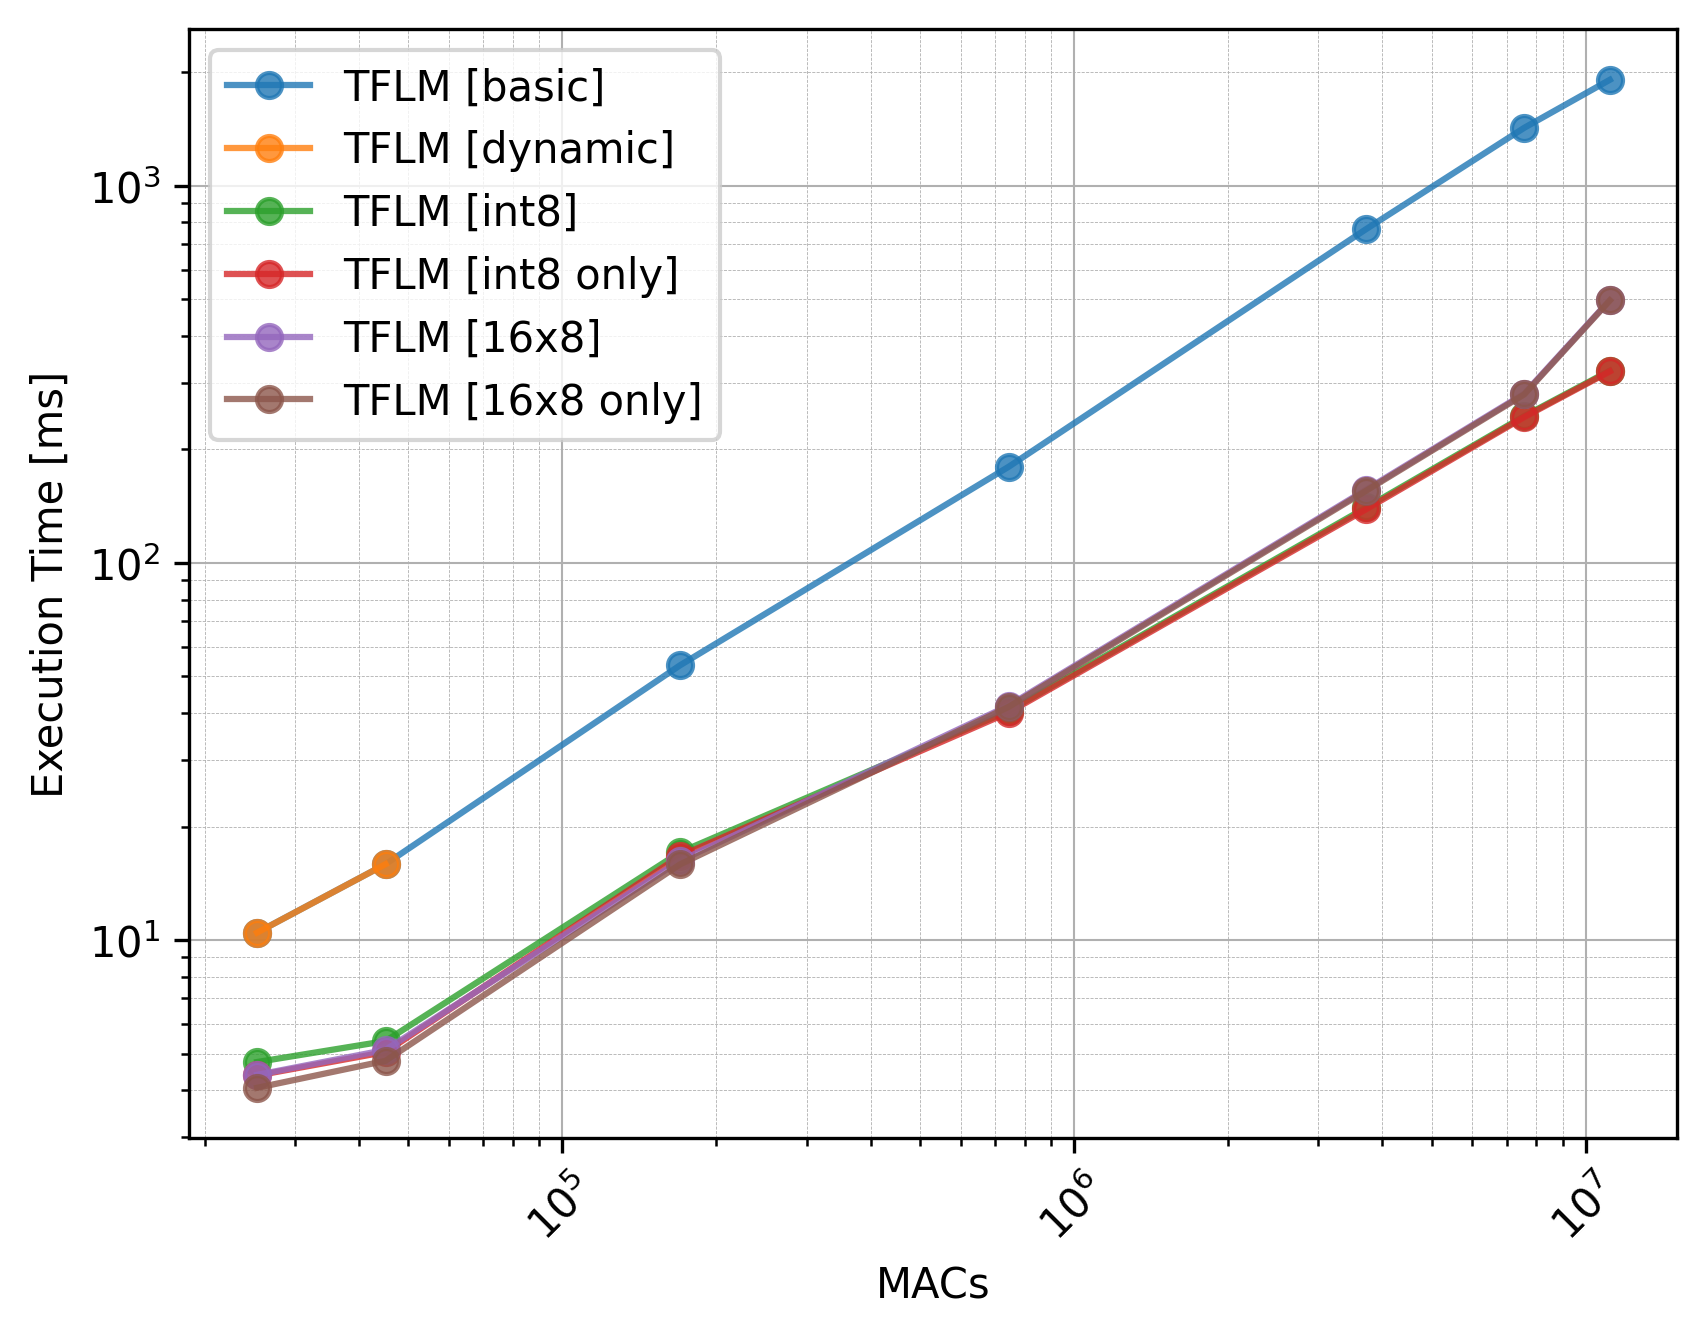 TFLM [basic]
TFLM [dynamic]
TFLM [int8]
TFLM [int8 only]
TFLM [16x8]
TFLM [16x8 only]
Execution Time [ms]
10³
10²
10¹
10⁵
10⁶
10⁷
MACs